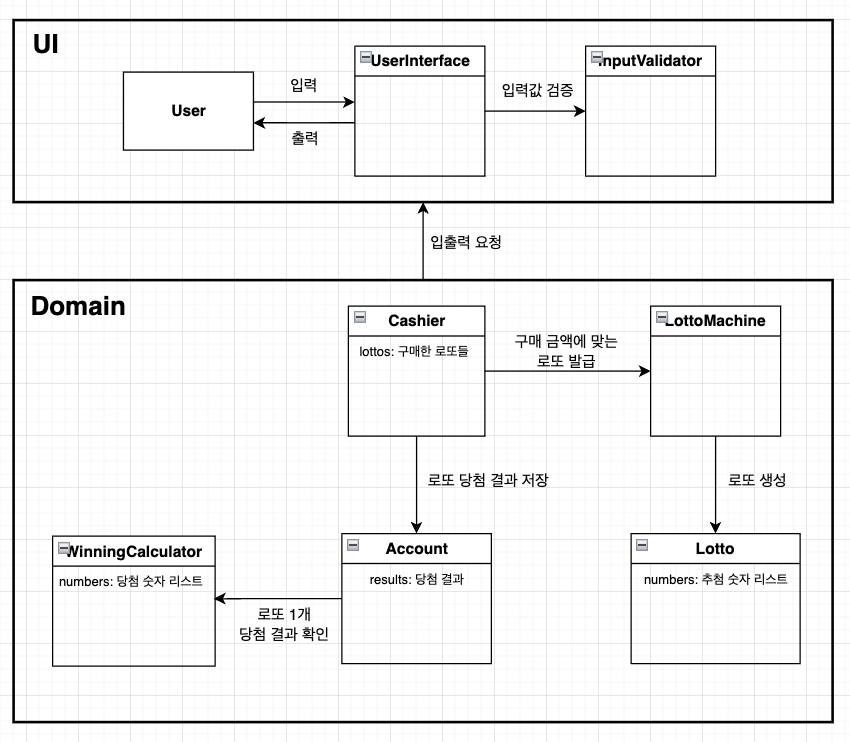 UI
User
입력
출력
UserInterface
입력값 검증
InputValidator
입출력 요청
Domain
Cashier
lottos: 구매한 로또들
구매 금액에 맞는
로또 발급
LottoMachine
로또 당첨 결과 저장
로또 생성
WinningCalculator
numbers: 당첨 숫자 리스트
로또 1개
당첨 결과 확인
Account
results: 당첨 결과
Lotto
numbers: 추첨 숫자 리스트